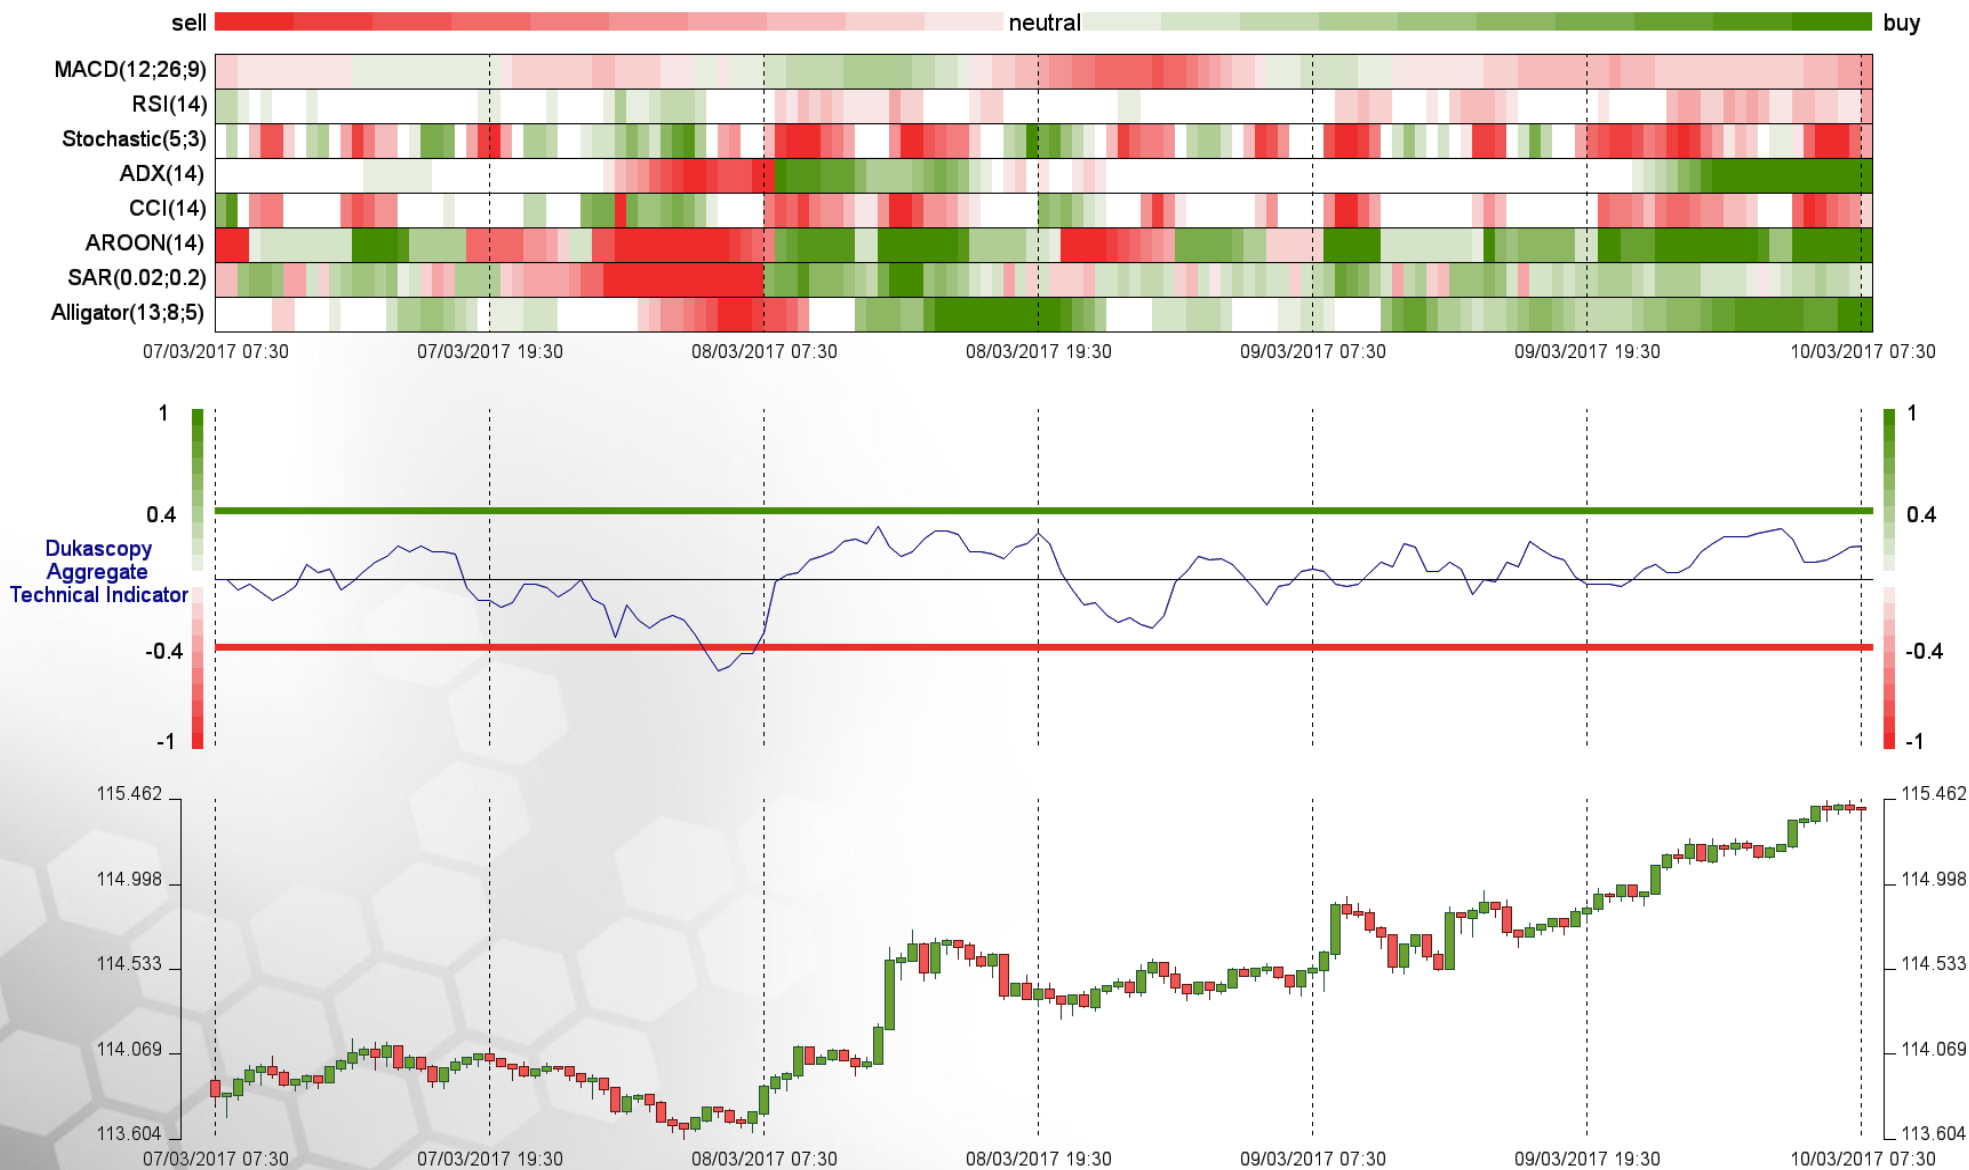 sell neutral buy
MACD(12;26;9)
RSI(14)
Stochastic(5;3)
ADX(14)
CCI(14)
AROON(14)
SAR(0.02;0.2)
Alligator(13;8;5)
07/03/2017 07:30 07/03/2017 19:30 08/03/2017 07:30 08/03/2017 19:30 09/03/2017 07:30 09/03/2017 19:30 10/03/2017 07:30
1 1
0.4 0.4
Dukascopy
Aggregate
Technical Indicator
-0.4 -0.4
-1 -1
115.462 115.462
114.998 114.998
114.533 114.533
114.069 114.069
113.604 113.604
07/03/2017 07:30 07/03/2017 19:30 08/03/2017 07:30 08/03/2017 19:30 09/03/2017 07:30 09/03/2017 19:30 10/03/2017 07:30